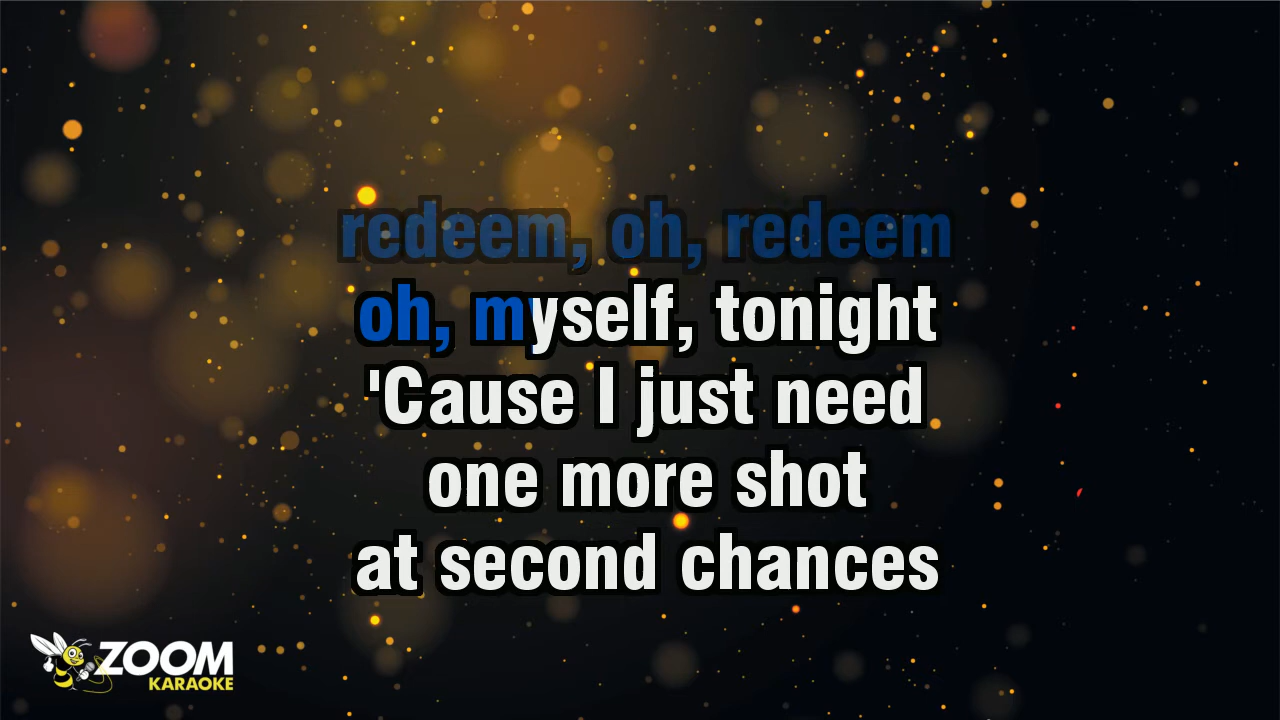 redeem, oh, redeem
oh, myself, tonight
'Cause I just need
one more shot
at second chances
ZOOM
KARAOKE